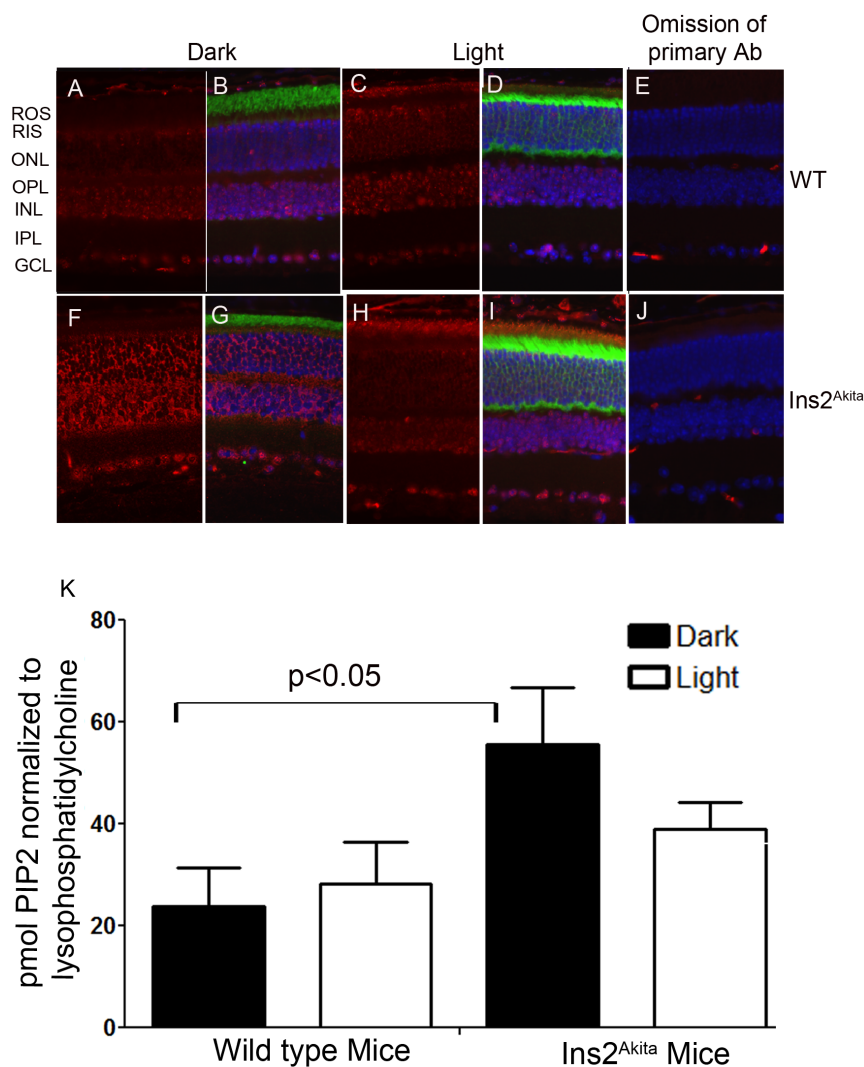 Dark
Light
Omission of
primary Ab
A
B
C
D
E
ROS
RIS
ONL
OPL
INL
IPL
GCL
WT
F
G
H
I
J
Ins2Akita
K
80
60
40
20
0
pmol PIP2 normalized to
lysophosphatidylcholine
p<0.05
Dark
Light
Wild type Mice
Ins2Akita Mice